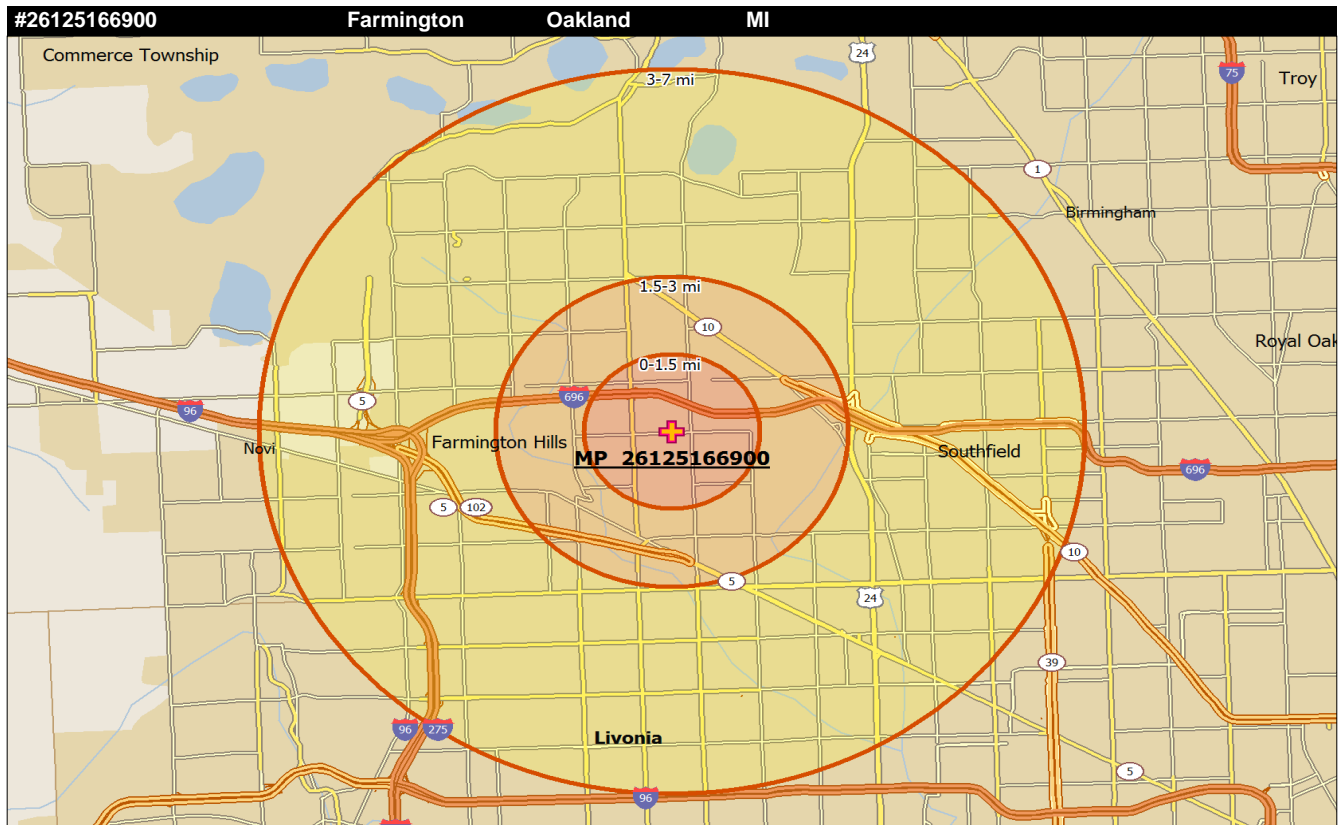 #26125166900 Farmington Oakland MI
Commerce Township
24
3-7 mi
75
Troy
1
Birmingham
1.5-3 mi
10
Royal Oak
0-1.5 mi
696
5
96
Novi
Farmington Hills
MP 26125166900
Southfield
696
5
102
10
5
24
39
96
275
Livonia
5
96